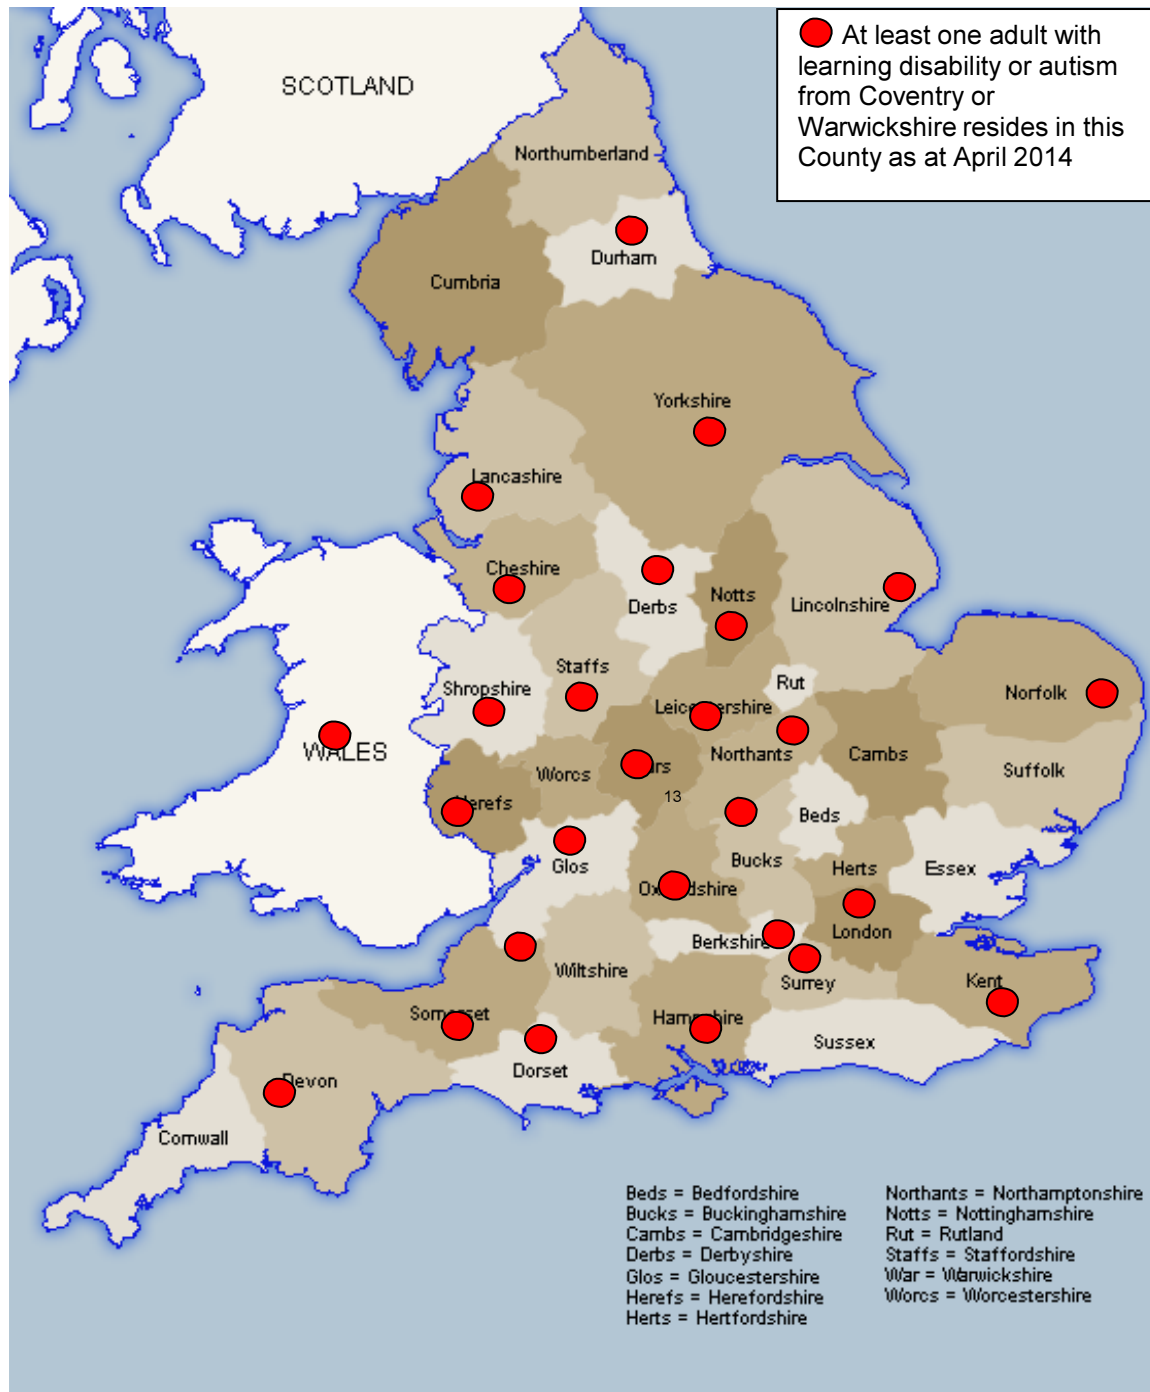 At least one adult with
learning disability or autism
from Coventry or
Warwickshire resides in this
County as at April 2014
SCOTLAND
Northumberland
Durham
Cumbria
Yorkshire
Lancashire
Cheshire
Derbs
Notts
Lincolnshire
Staffs
Shropshire
Rut
Norfolk
WALES
Northants
Cambs
Worcs
Suffolk
13
Beds
Glos
Bucks
Herts
Essex
London
Berkshire
Wiltshire
Surrey
Kent
Sussex
Dorset
Cornwall
Beds = Bedfordshire
Bucks = Buckinghamshire
Cambs = Cambridgeshire
Derbs = Derbyshire
Glos = Gloucestershire
Herefs = Herefordshire
Herts = Hertfordshire
Northants = Northamptonshire
Notts = Nottinghamshire
Rut = Rutland
Staffs = Staffordshire
War = Warwickshire
Worcs = Worcestershire